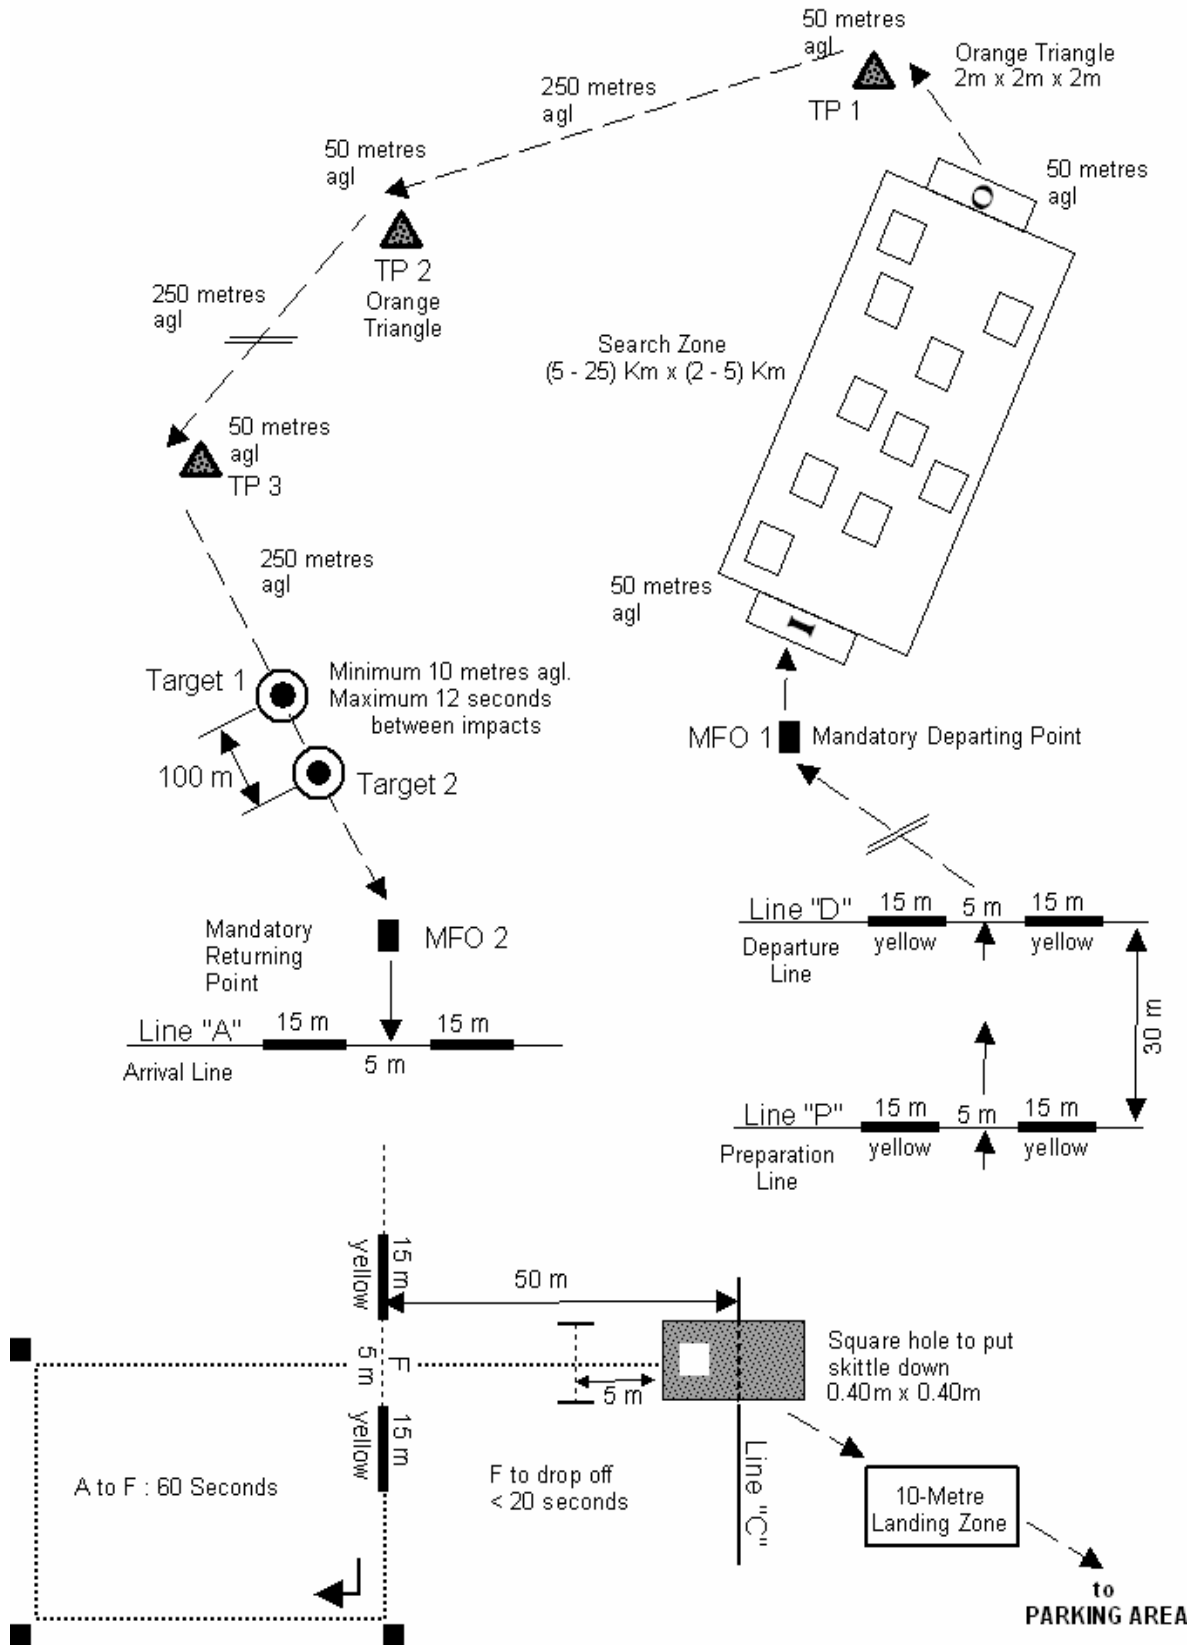 50 metres
agl
Orange Triangle
2m x 2m x 2m
TP 1
250 metres
agl
50 metres
agl
50 metres
agl
TP 2
Orange
Triangle
250 metres
agl
Search Zone
(5 - 25) Km x (2 - 5) Km
50 metres
agl
TP 3
250 metres
agl
50 metres
agl
Target 1
Minimum 10 metres agl.
Maximum 12 seconds
between impacts
100 m
Target 2
MFO 1
Mandatory Departing Point
Mandatory
Returning
Point
MFO 2
Line "D"
15 m
5 m
15 m
Departure
Line
yellow
yellow
30 m
Line "A"
15 m
15 m
5 m
Arrival Line
Line "P"
15 m
5 m
15 m
Preparation
Line
yellow
yellow
yellow
15 m
50 m
5 m
F
5 m
Square hole to put
skittle down
0.40m x 0.40m
yellow
15 m
A to F : 60 Seconds
F to drop off
< 20 seconds
Line "C"
10-Metre
Landing Zone
to
PARKING AREA